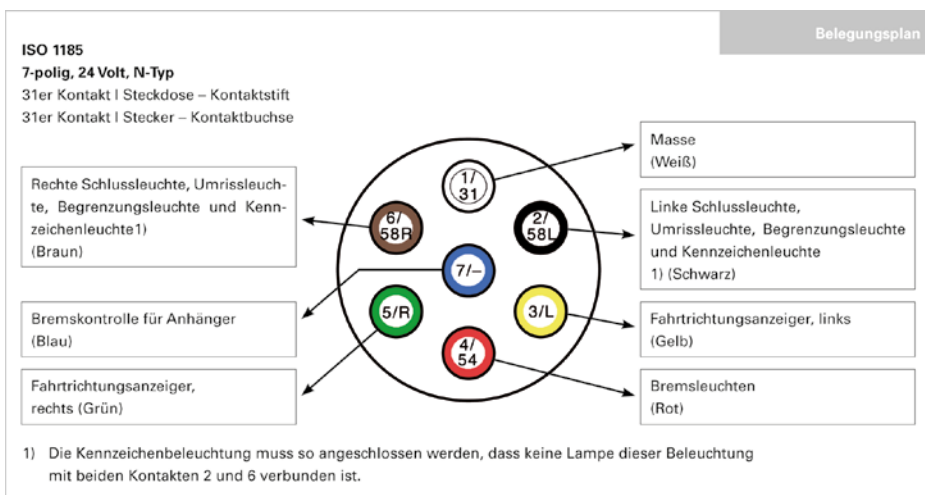 Belegungsplan
ISO 1185
7-polig, 24 Volt, N-Typ
31er Kontakt I Steckdose – Kontaktstift
31er Kontakt I Stecker – Kontaktbuchse
Rechte Schlussleuchte, Umrissleuch-
te, Begrenzungsleuchte und Kenn-
zeichenleuchte1)
(Braun)
Bremskontrolle für Anhänger
(Blau)
Fahrtrichtungsanzeiger,
rechts (Grün)
1/
31
6/
58R
2/
58L
7/–
5/R
3/L
4/
54
Masse
(Weiß)
Linke Schlussleuchte,
Umrissleuchte, Begrenzungsleuchte
und Kennzeichenleuchte
1) (Schwarz)
Fahrtrichtungsanzeiger, links
(Gelb)
Bremsleuchten
(Rot)
1) Die Kennzeichenbeleuchtung muss so angeschlossen werden, dass keine Lampe dieser Beleuchtung
mit beiden Kontakten 2 und 6 verbunden ist.